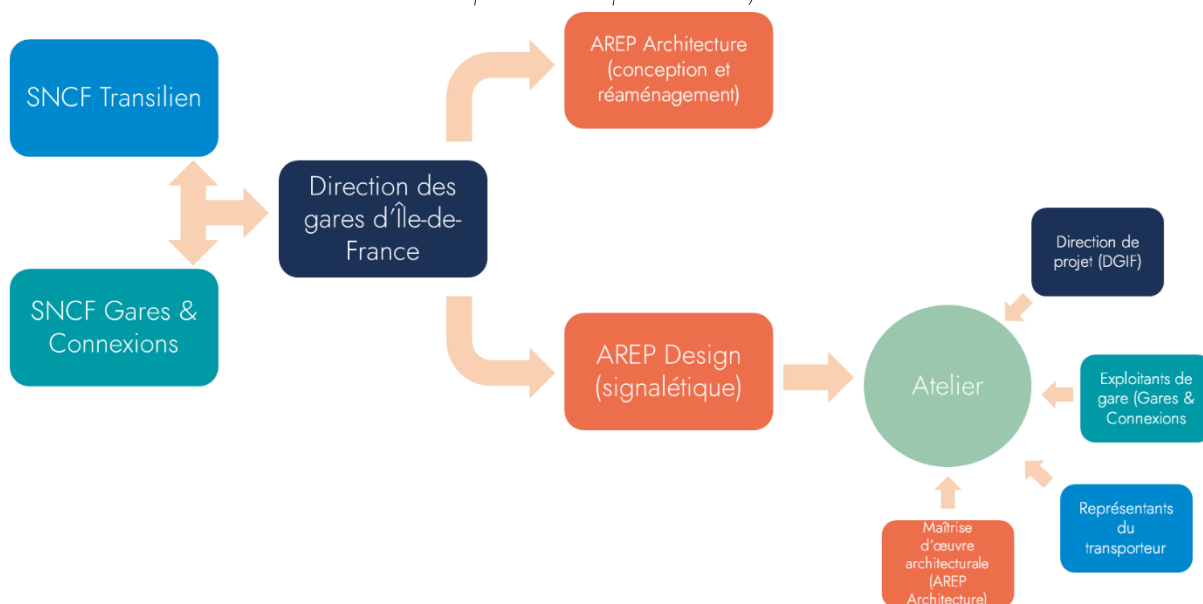 AREP Architecture
(conception et
réaménagement)
SNCF Transilien
Direction des
gares d'Île-de-
France
SNCF Gares &
Connexions
AREP Design
(signalétique)
Atelier
Direction de
projet (DGIF)
Exploitants de
gare (Gares &
Connexions
Représentants
du
transporteur
Maîtrise
d'œuvre
architecturale
(AREP
Architecture)